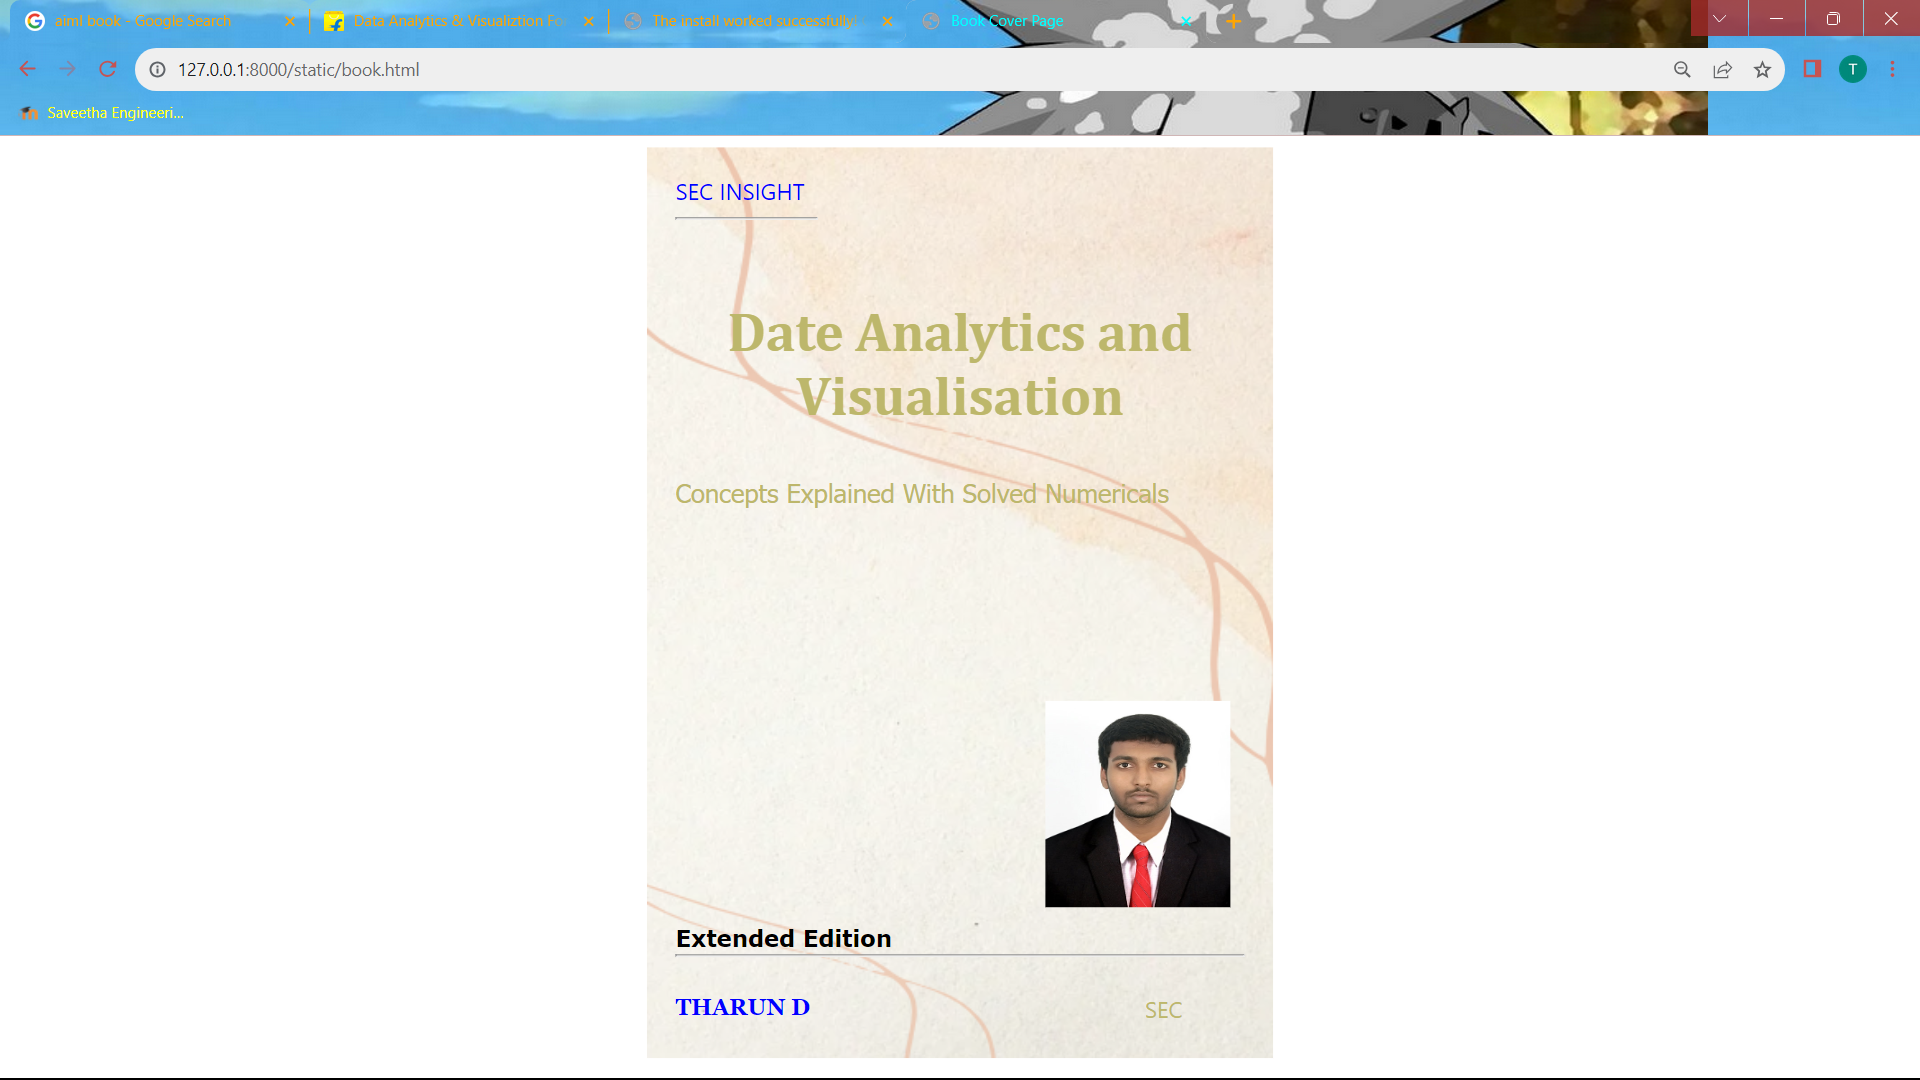 aiml book - Google Search
Data Analytics & Visualiztion Fo
The install worked successfully!
Book Cover Page
127.0.0.1:8000/static/book.html
T
Saveetha Engineeri...
SEC INSIGHT
Date Analytics and
Visualisation
Concepts Explained With Solved Numericals
Extended Edition
THARUN D
SEC